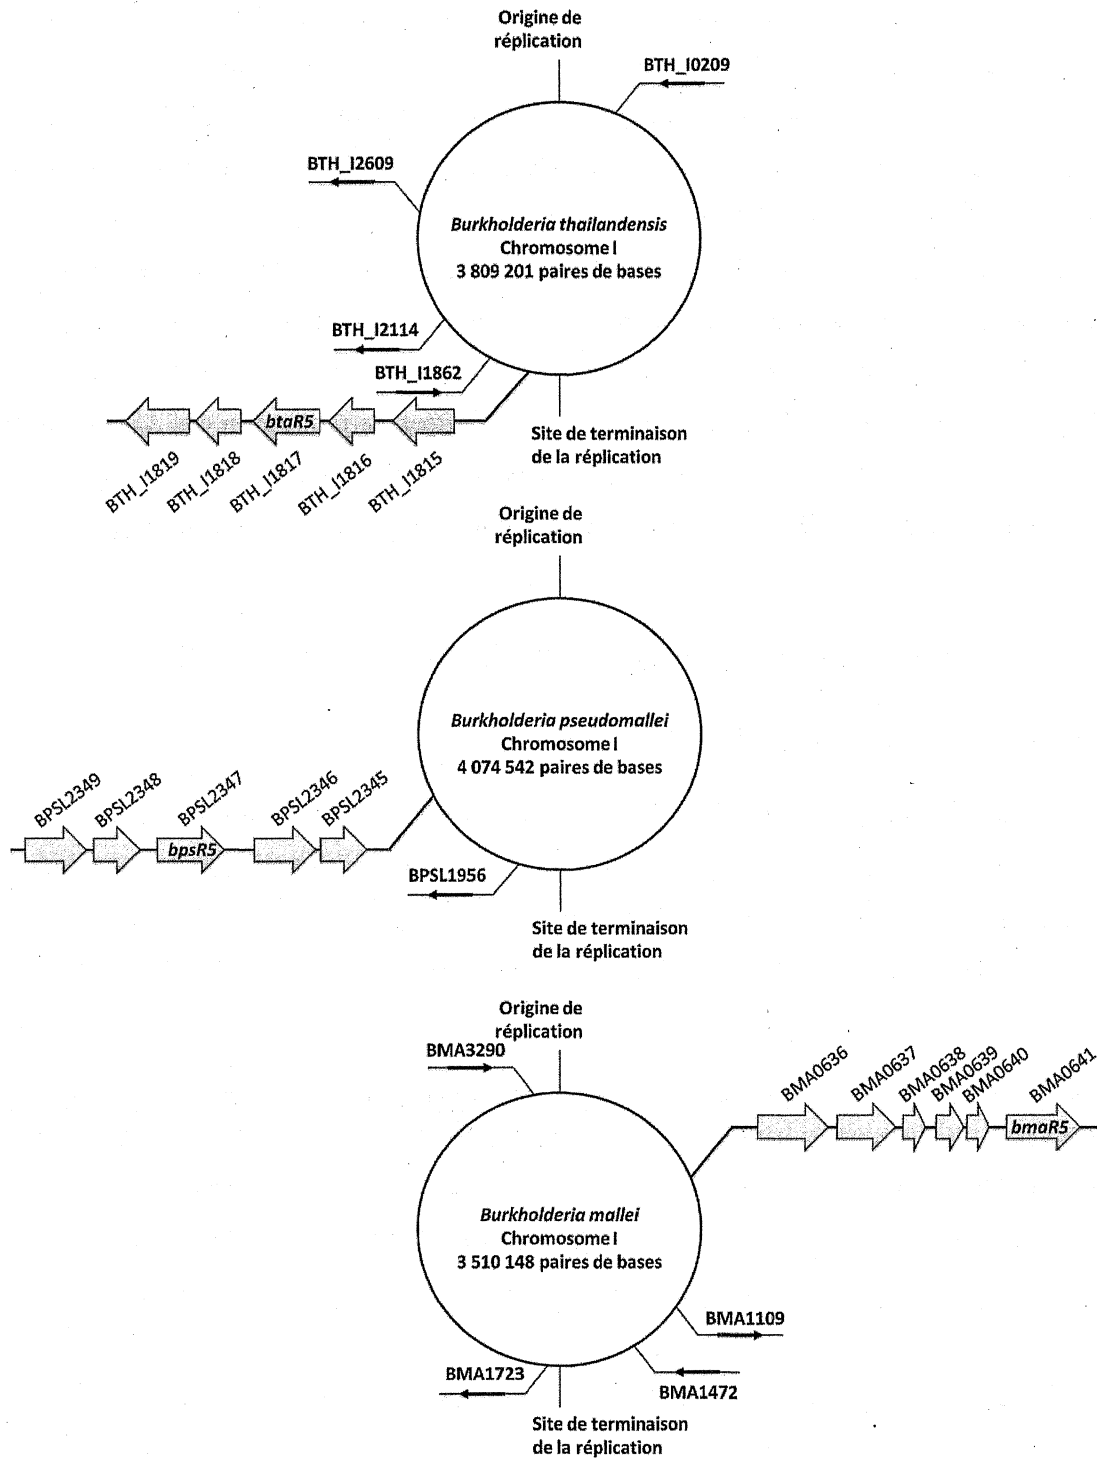 Origine de
réplication
BTH_I0209
BTH_I2609
Burkholderia thailandensis
Chromosome I
3 809 201 paires de bases
BTH_I2114
BTH_I1862
btaR5
Site de terminaison
de la réplication
BTH_I1819
BTH_I1818
BTH_I1817
BTH_I1816
BTH_I1815
Origine de
réplication
Burkholderia pseudomallei
Chromosome I
4 074 542 paires de bases
BPSL2349
BPSL2348
BPSL2347
BPSL2346
BPSL2345
bpsR5
BPSL1956
Site de terminaison
de la réplication
Origine de
réplication
BMA3290
BMA0636
BMA0637
BMA0638
BMA0639
BMA0640
BMA0641
bmaR5
Burkholderia mallei
Chromosome I
3 510 148 paires de bases
BMA1109
BMA1723
BMA1472
Site de terminaison
de la réplication